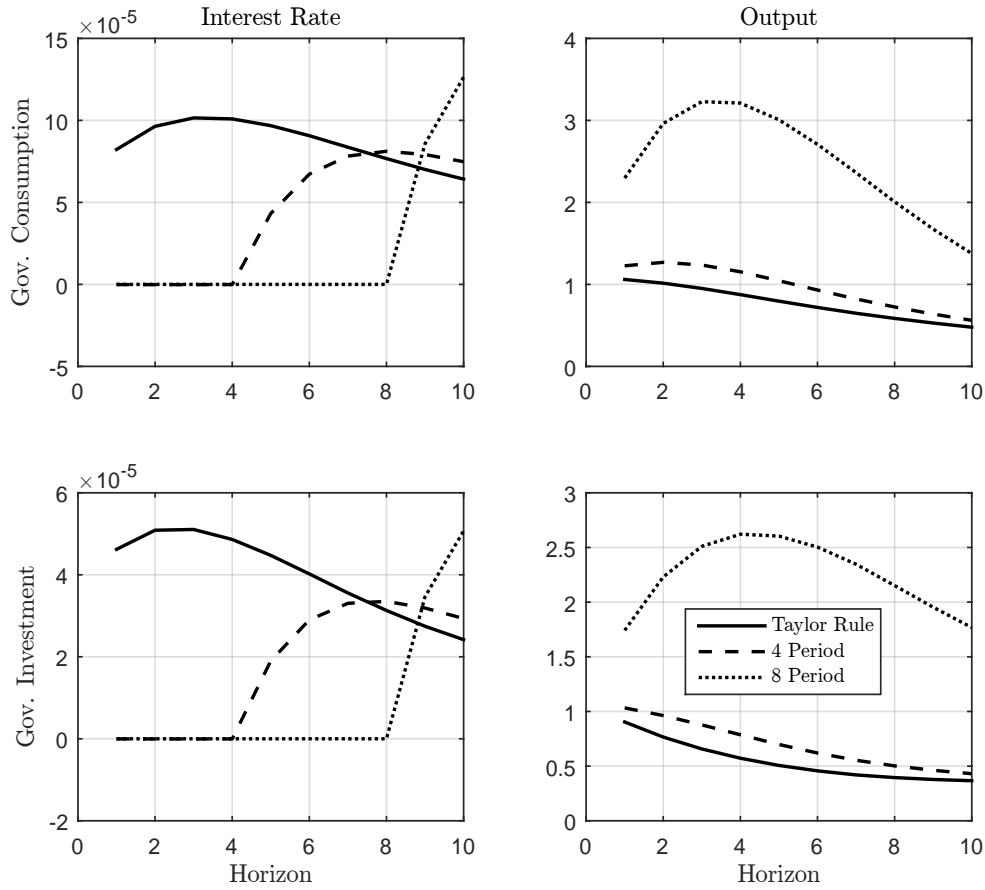 Interest Rate
×10-5
15
10
5
0
-5
0 2 4 6 8 10
Gov. Consumption
Output
4
3
2
1
0
0 2 4 6 8 10
×10-5
6
4
2
0
-2
0 2 4 6 8 10
Gov. Investment
Horizon
3
2.5
2
1.5
1
0.5
0
0 2 4 6 8 10
Taylor Rule
4 Period
8 Period
Horizon